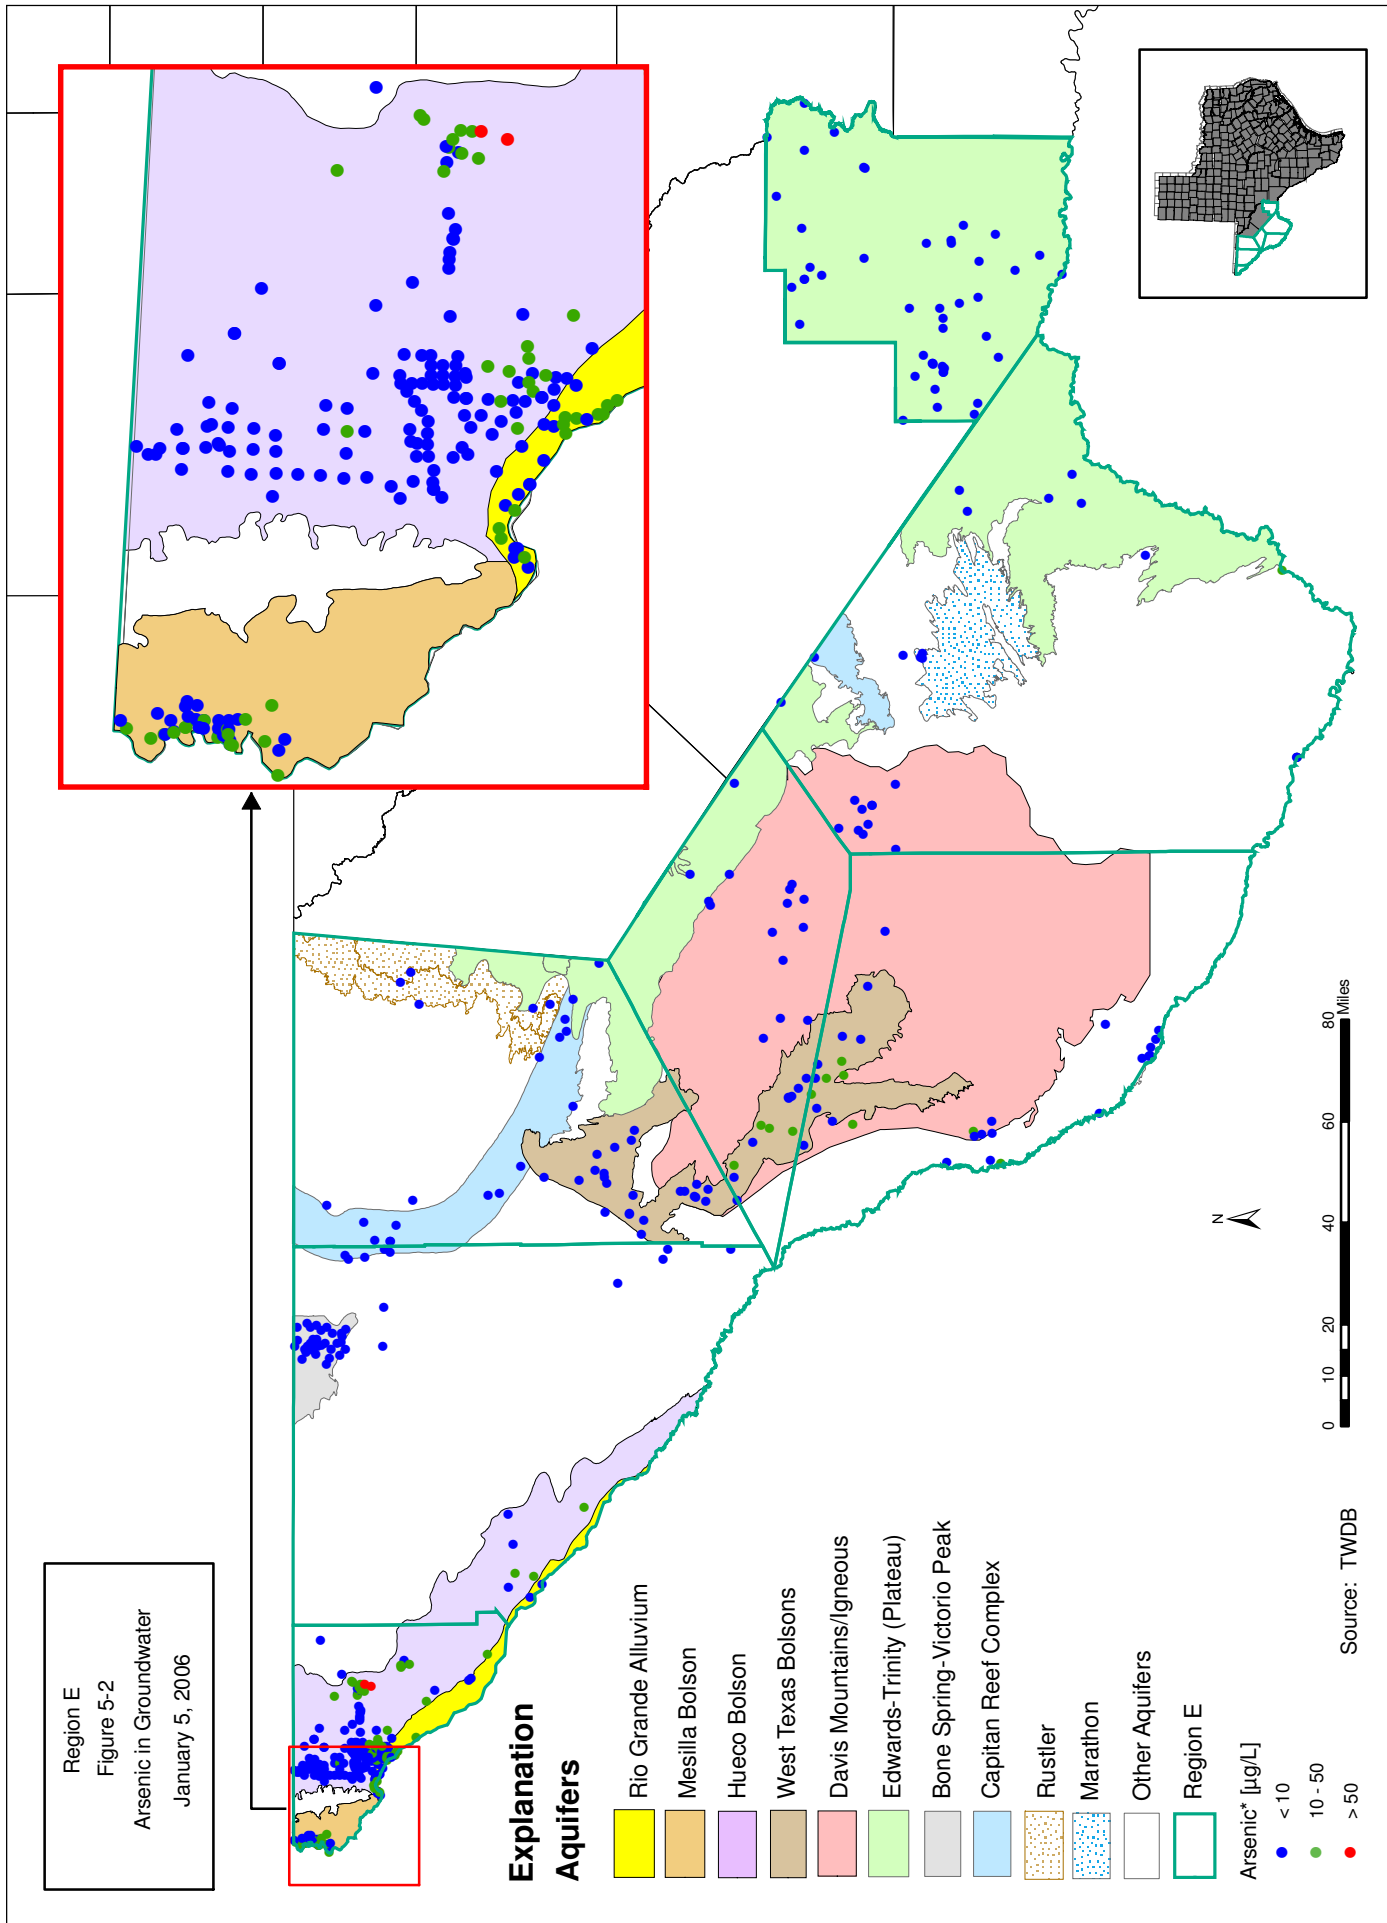 Region E
Figure 5-2
Arsenic in Groundwater
January 5, 2006
Explanation
Aquifers
Rio Grande Alluvium
Mesilla Bolson
Hueco Bolson
West Texas Bolsons
Davis Mountains/Igneous
Edwards-Trinity (Plateau)
Bone Spring-Victorio Peak
Capitan Reef Complex
Rustler
Marathon
Other Aquifers
Region E
Arsenic* [µg/L]
< 10
10 - 50
> 50
N
0 10 20 40 60 80
Miles
Source: TWDB